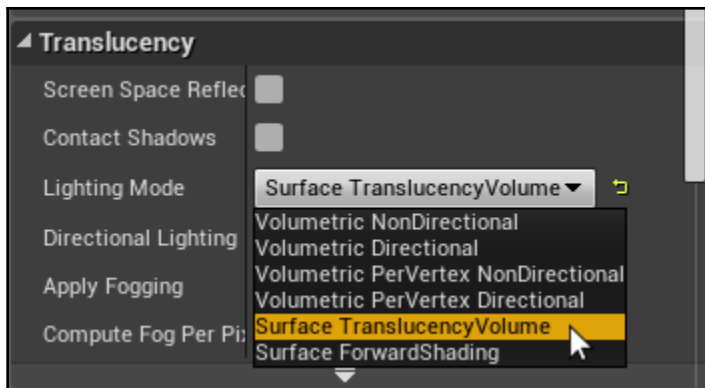 Translucency
Screen Space Reflec
Contact Shadows
Lighting Mode Surface TranslucencyVolume
Volumetric NonDirectional
Directional Lighting Volumetric Directional
Volumetric PerVertex NonDirectional
Apply Fogging Volumetric PerVertex Directional
Surface TranslucencyVolume
Compute Fog Per Pix Surface ForwardShading